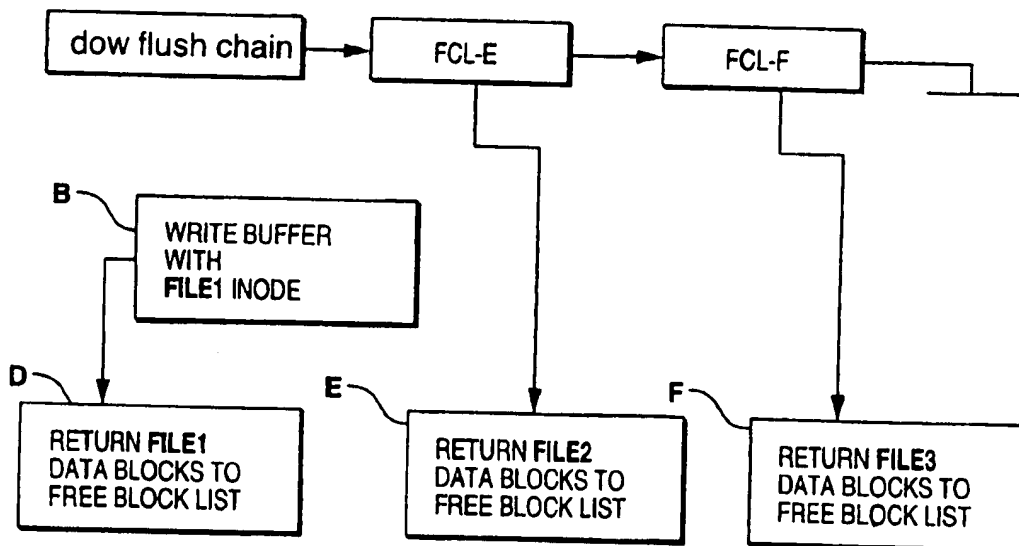 dow flush chain
FCL-E
FCL-F
B
WRITE BUFFER
WITH
FILE1 INODE
D
RETURN FILE1
DATA BLOCKS TO
FREE BLOCK LIST
E
RETURN FILE2
DATA BLOCKS TO
FREE BLOCK LIST
F
RETURN FILE3
DATA BLOCKS TO
FREE BLOCK LIST